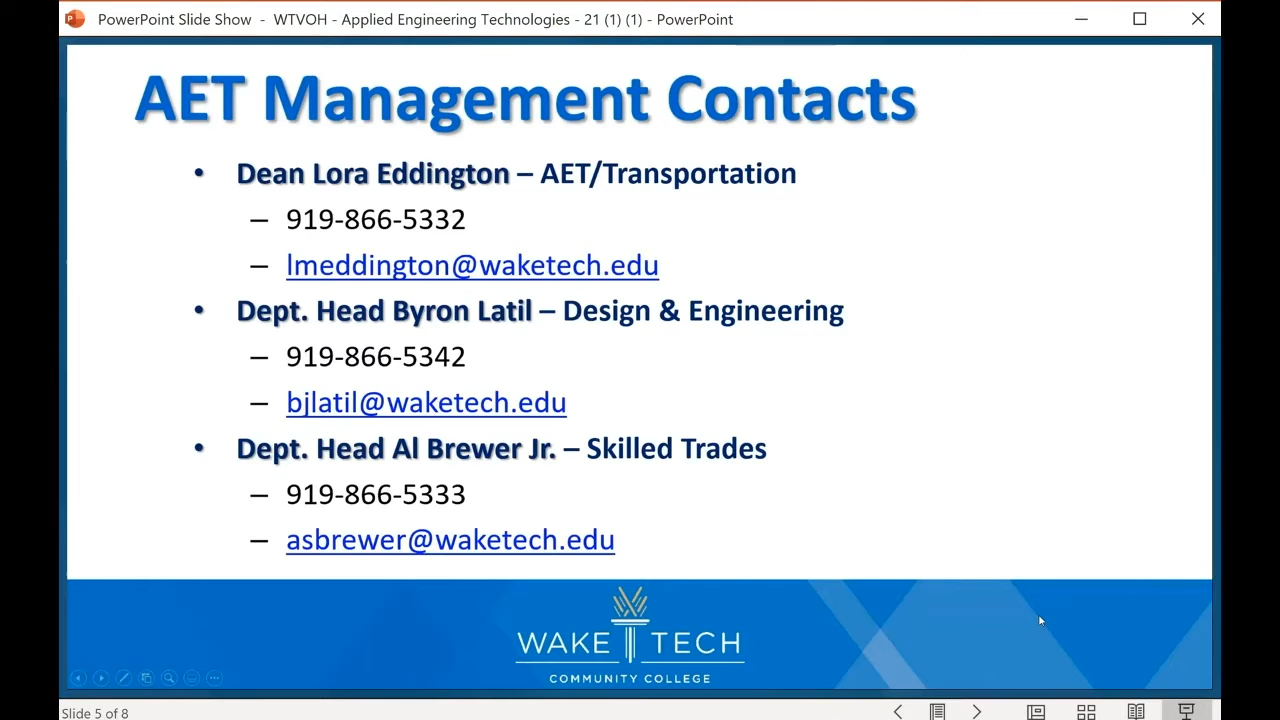 PowerPoint Slide Show - WTVOH - Applied Engineering Technologies - 21 (1) (1) - PowerPoint
AET Management Contacts
• Dean Lora Eddington – AET/Transportation
– 919-866-5332
– lmeddington@waketech.edu
• Dept. Head Byron Latil – Design & Engineering
– 919-866-5342
– bjlatil@waketech.edu
• Dept. Head Al Brewer Jr. – Skilled Trades
– 919-866-5333
– asbrewer@waketech.edu
WAKE TECH
COMMUNITY COLLEGE
Slide 5 of 8